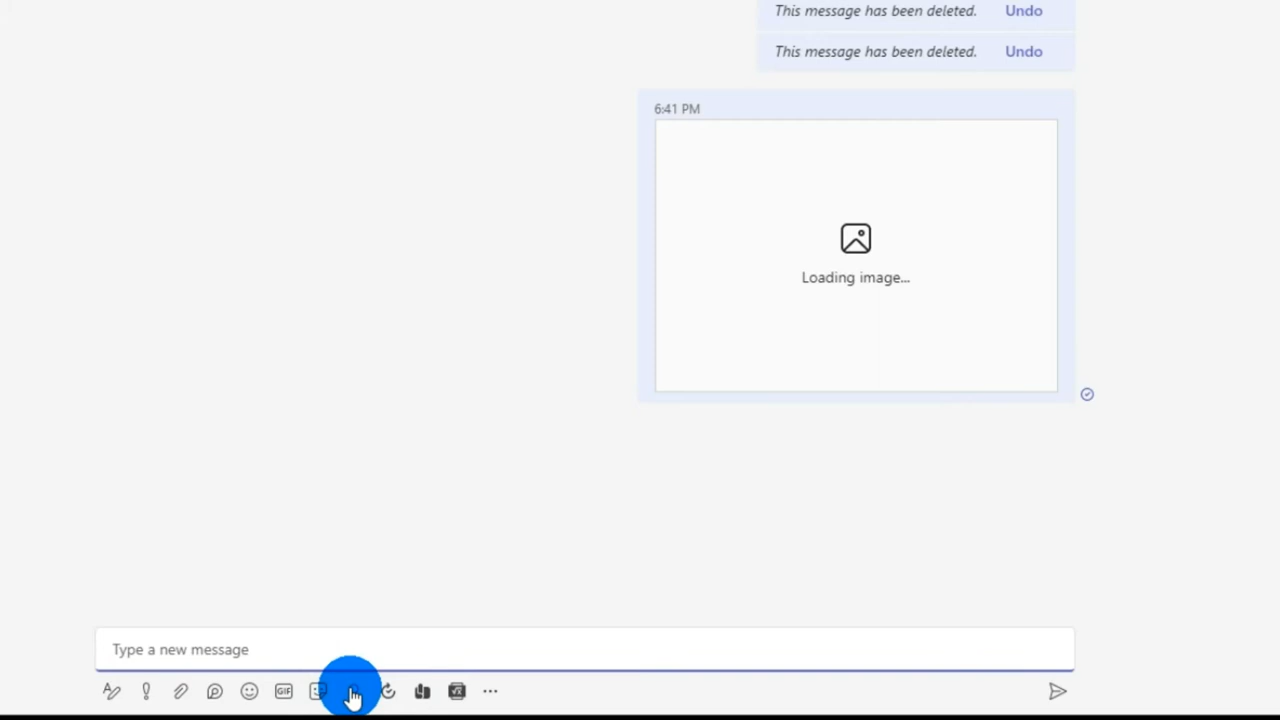 This message has been deleted. Undo
This message has been deleted. Undo
6:41 PM
Loading image...
Type a new message
GIF